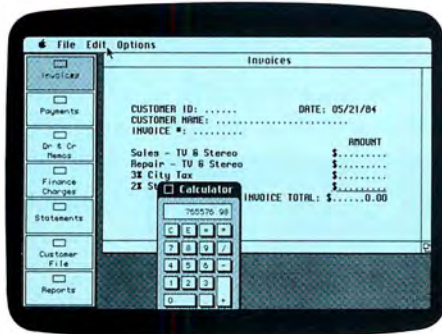 File Edit Options
Invoices
Payments
Dr & Cr
Memos
Finance
Charges
Statements
Customer
File
Reports
Invoices
CUSTOMER ID: ...... DATE: 05/21/84
CUSTOMER NAME: ......................
INVOICE #: .........
AMOUNT
Sales - TV & Stereo $.........
Repair - TV & Stereo $.........
3% City Tax $.........
2% St $.........
INVOICE TOTAL: $......0.00
Calculator
765576.98
C E = *
7 8 9 /
4 5 6 -
1 2 3
0 . +